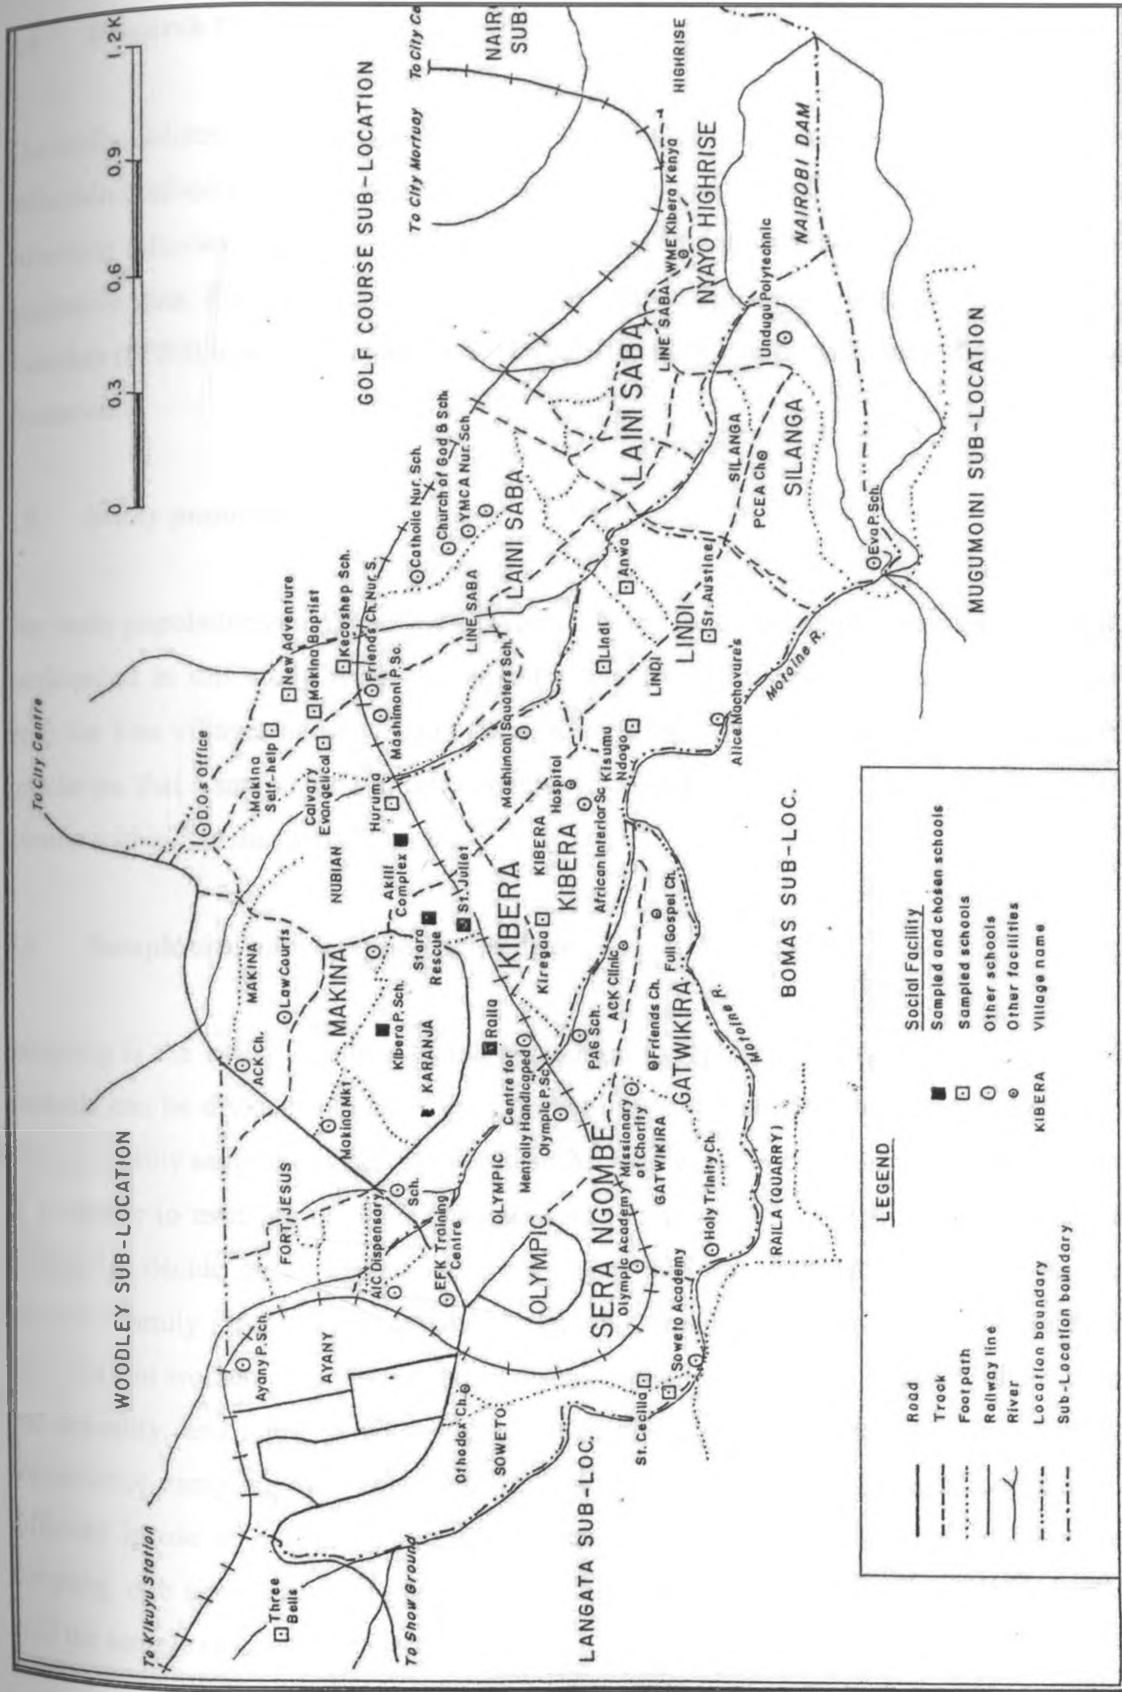 WOODLEY SUB-LOCATION
To City Centre
0 0.3 0.6 0.9 1.2K
GOLF COURSE SUB-LOCATION
To City Mortuay
To City Ce
NAIR
SUB-
To Kikuyu Station
Three
Bells
To Show Ground
LANGATA SUB-LOC.
Ayany P. Sch.
AYANY
FORT JESUS
ACK Ch.
MAKINA
Law Courts
D.O.s Office
Makina
Self-help
New Adventure
Makina Baptist
Kecoshep Sch.
Calvary
Evangelical
NUBIAN
MAKINA
Makina Mkt
Kibera P. Sch.
KARANJA
Akili
Complex
Stara
Rescue
St. Juliet
Huruma
Friends Ch. Nur. S.
Mashimoni P. Sc.
Catholic Nur. Sch.
Church of God B Sch.
YMCA Nur. Sch
LINE SABA
LAINI SABA
LAINI SABA
LINE SABA
WME Kibera Kenya
HIGHRISE
NYAYO HIGHRISE
AIC Dispensary
Sch.
EFK Training
Centre
Othodox Ch.
SOWETO
OLYMPIC
OLYMPIC
Centre for
Mentally Handicaped
Olympic P. Sc.
Raila
KIBERA
Mashimoni Squaters Sch.
Hospital
KIBERA
KIBERA
Kiregao
African Interior Sc.
Kisumu
Ndogo
PAG Sch.
ACK Clinic
Full Gospel Ch.
Friends Ch.
Missionary
of Charity
GATWIKIRA
GATWIKIRA
SERA NGOMBE
Olympic Academy
Soweto Academy
St. Cecilia
Holy Trinity Ch.
RAILA (QUARRY)
Motoine R.
BOMAS SUB-LOC.
Lindi
LINDI
LINDI
Anwa
St. Austine
Alice Machavure's
Motoine R.
SILANGA
PCEA Ch.
SILANGA
Undugu Polytechnic
NAIROBI DAM
Eva P. Sch.
MUGUMOINI SUB-LOCATION
LEGEND
Road
Track
Footpath
Railway line
River
Location boundary
Sub-Location boundary
Social Facility
Sampled and chosen schools
Sampled schools
Other schools
Other facilities
KIBERA Village name